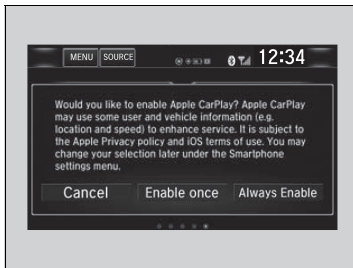 MENU SOURCE 12:34
Would you like to enable Apple CarPlay? Apple CarPlay
may use some user and vehicle information (e.g.
location and speed) to enhance service. It is subject to
the Apple Privacy policy and iOS terms of use. You may
change your selection later under the Smartphone
settings menu.
Cancel Enable once Always Enable